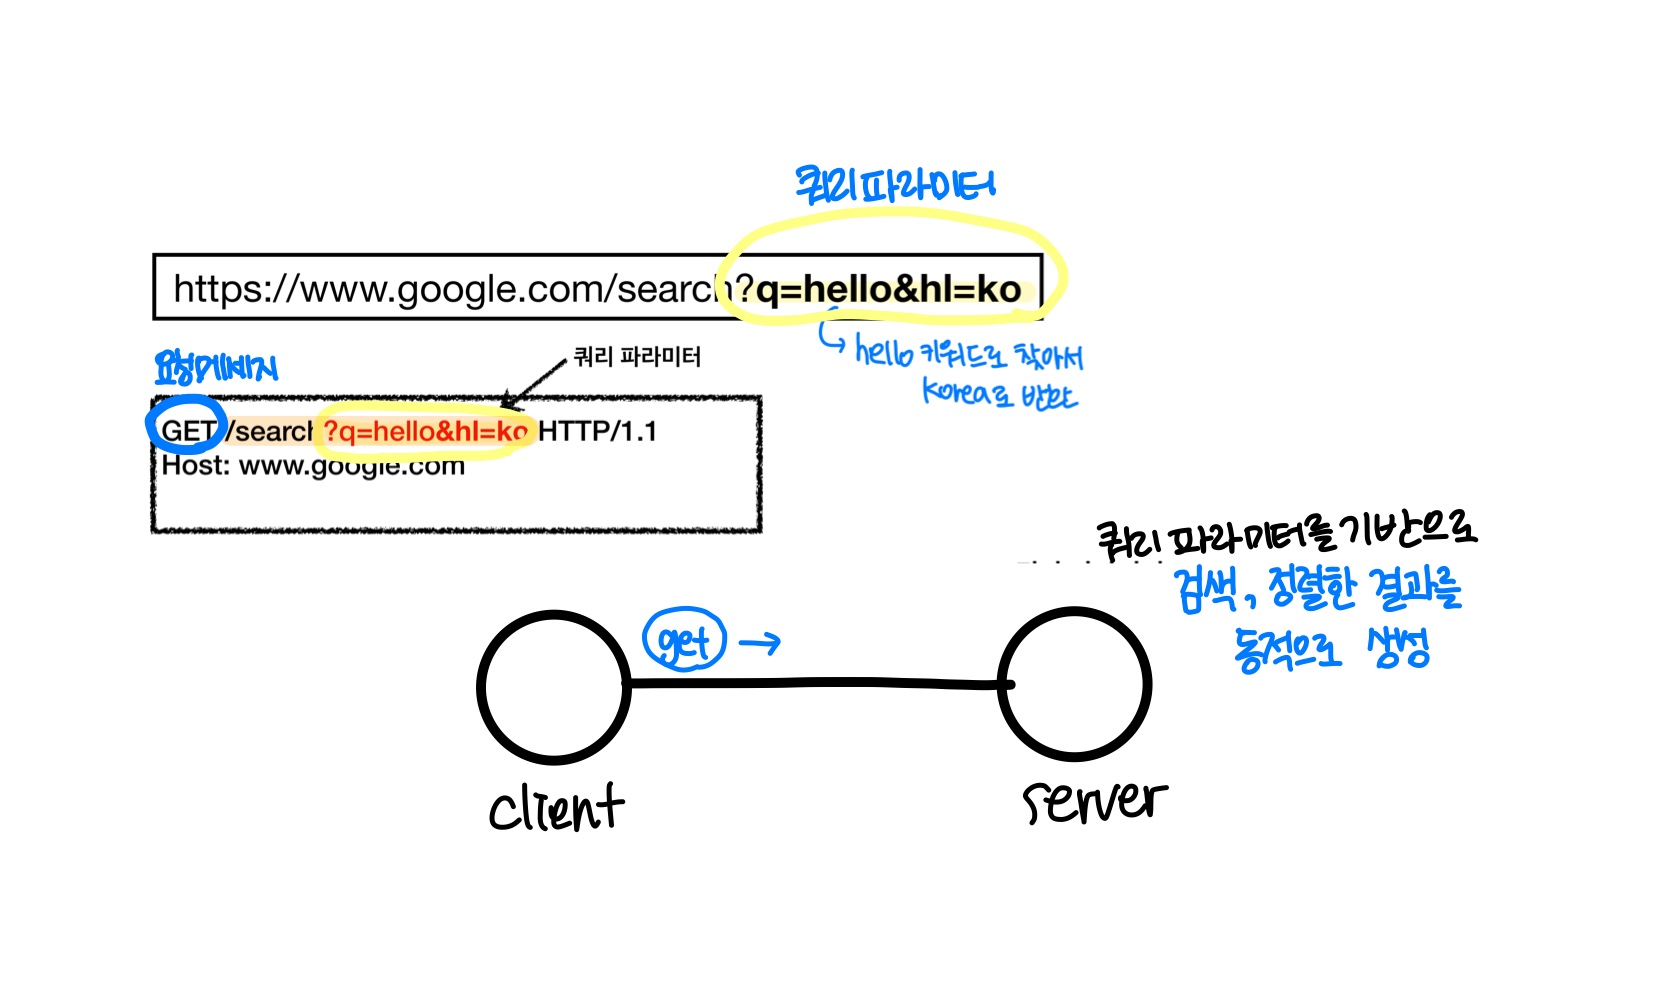 쿼리 파라미터
https://www.google.com/search?q=hello&hl=ko
hello 키워드로 찾아서
korea로 반환
요청메세지
쿼리 파라미터
GET /search?q=hello&hl=ko HTTP/1.1
Host: www.google.com
쿼리 파라미터를 기반으로
검색, 정렬한 결과를
동적으로 생성
get →
client
server